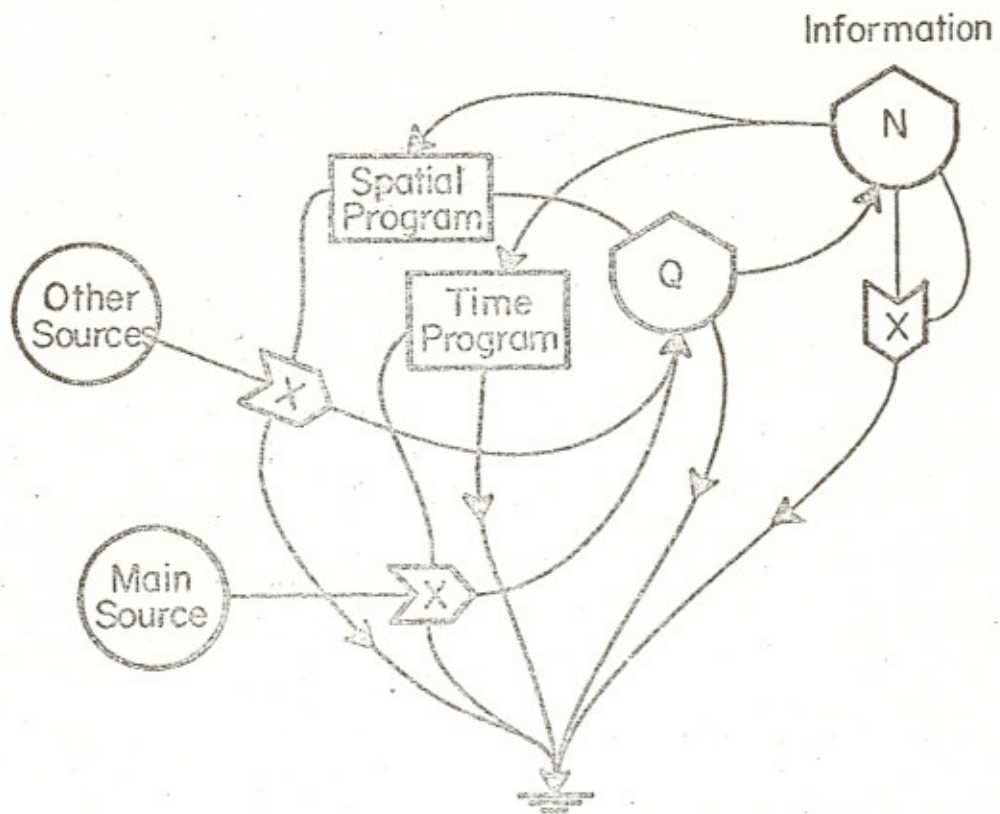 Information
N
Spatial
Program
Q
Other
Sources
Time
Program
X
X
Main
Source
X